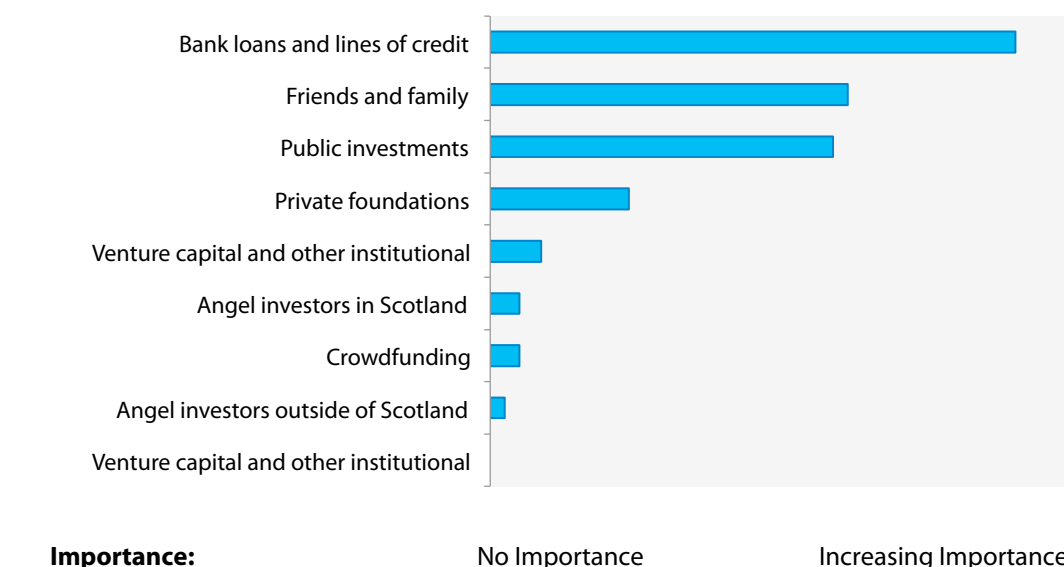 Bank loans and lines of credit
Friends and family
Public investments
Private foundations
Venture capital and other institutional
Angel investors in Scotland
Crowdfunding
Angel investors outside of Scotland
Venture capital and other institutional
Importance: No Importance Increasing Importance